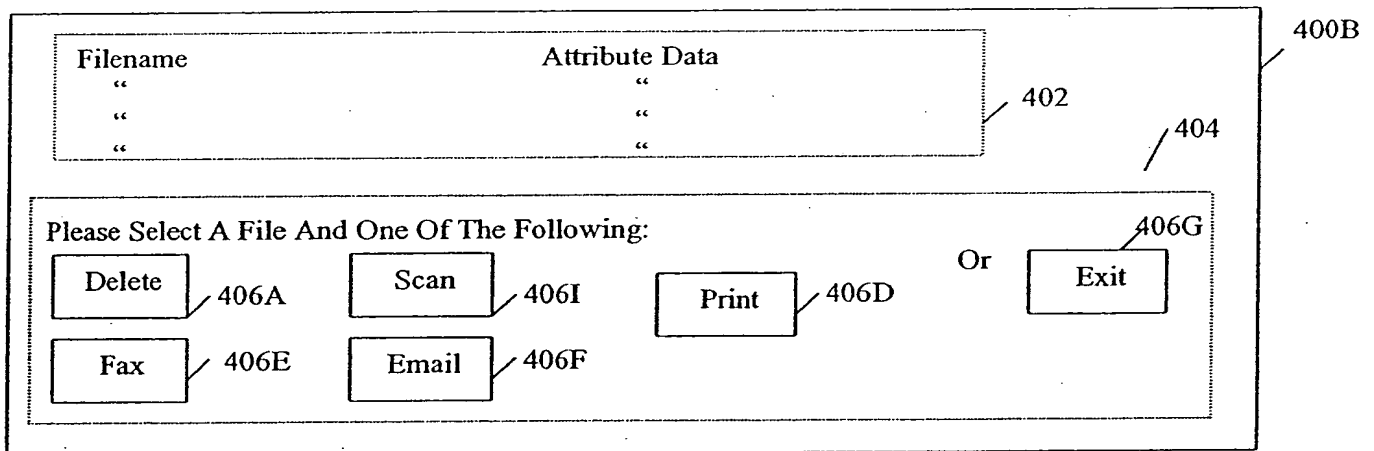 400B
Filename Attribute Data
“ “
“ “
“ “
402
404
Please Select A File And One Of The Following:
406G
Or
Delete 406A Scan 406I Print 406D Exit
Fax 406E Email 406F